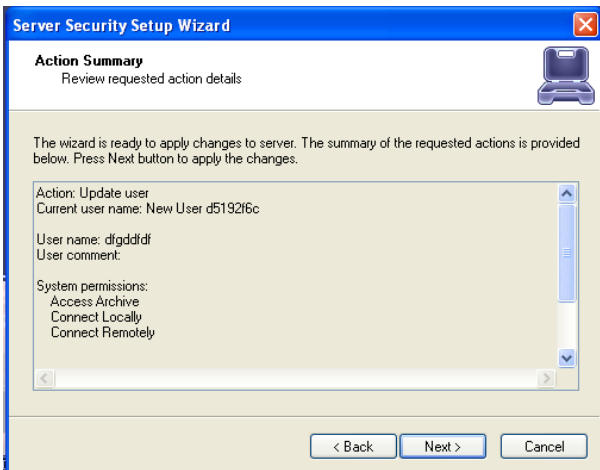 Server Security Setup Wizard
Action Summary
Review requested action details
The wizard is ready to apply changes to server. The summary of the requested actions is provided
below. Press Next button to apply the changes.
Action: Update user
Current user name: New User d5192f6c
User name: dfgddfdf
User comment:
System permissions:
Access Archive
Connect Locally
Connect Remotely
< Back
Next >
Cancel